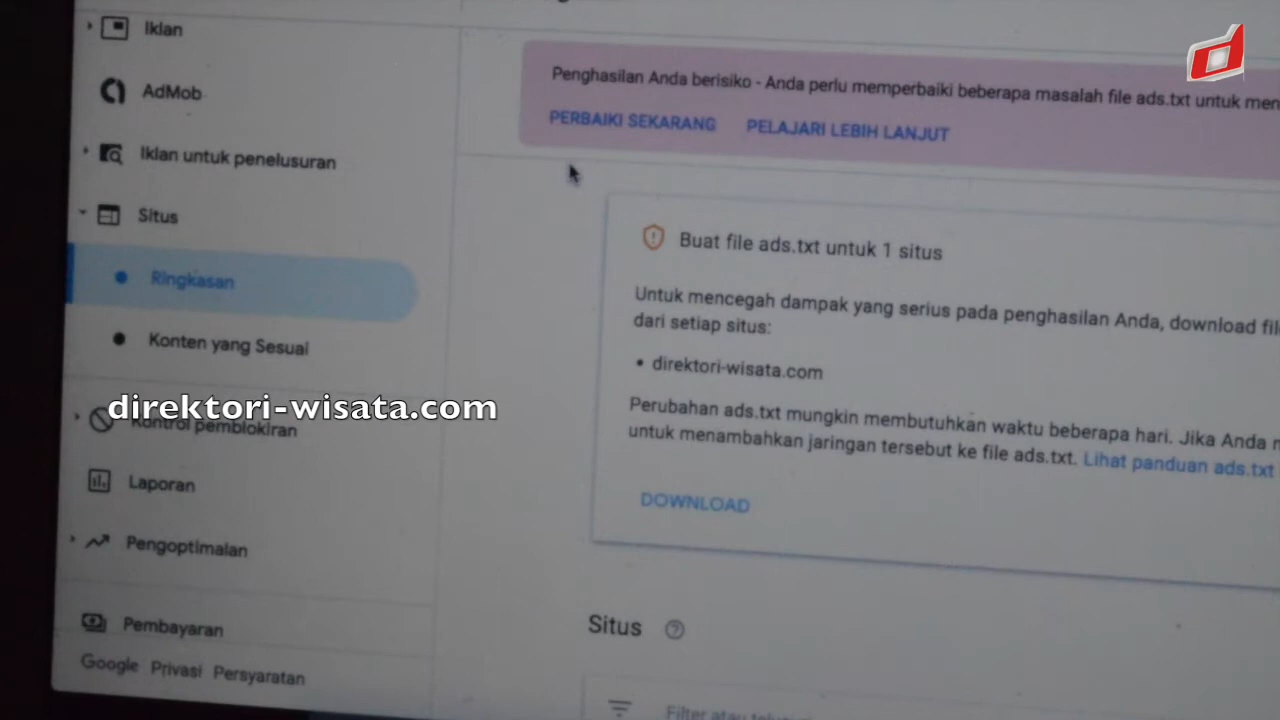 Iklan
AdMob
Iklan untuk penelusuran
Situs
Ringkasan
Konten yang Sesuai
direktori-wisata.com
Kontrol pemblokiran
Laporan
Pengoptimalan
Pembayaran
Google Privasi Persyaratan
Penghasilan Anda berisiko - Anda perlu memperbaiki beberapa masalah file ads.txt untuk
PERBAIKI SEKARANG PELAJARI LEBIH LANJUT
Buat file ads.txt untuk 1 situs
Untuk mencegah dampak yang serius pada penghasilan Anda, download
dari setiap situs:
• direktori-wisata.com
Perubahan ads.txt mungkin membutuhkan waktu beberapa hari. Jika Anda
untuk menambahkan jaringan tersebut ke file ads.txt. Lihat panduan ads.txt
DOWNLOAD
Situs
Filter atau